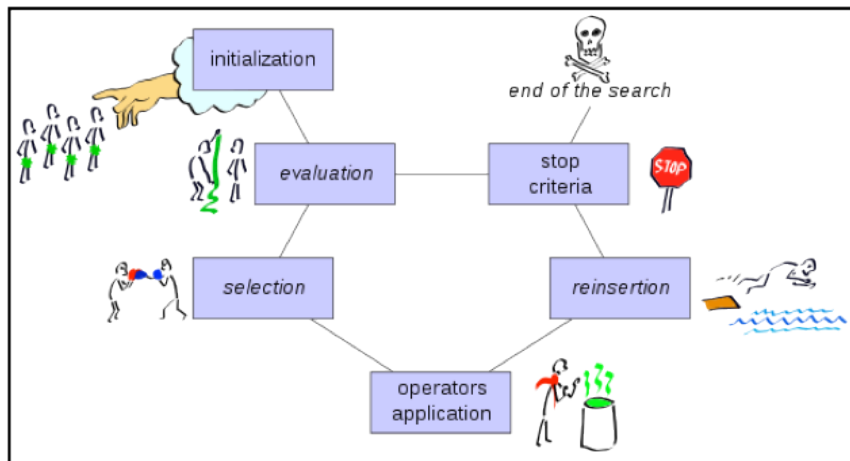 initialization
end of the search
evaluation
stop
criteria
STOP
selection
reinsertion
operators
application